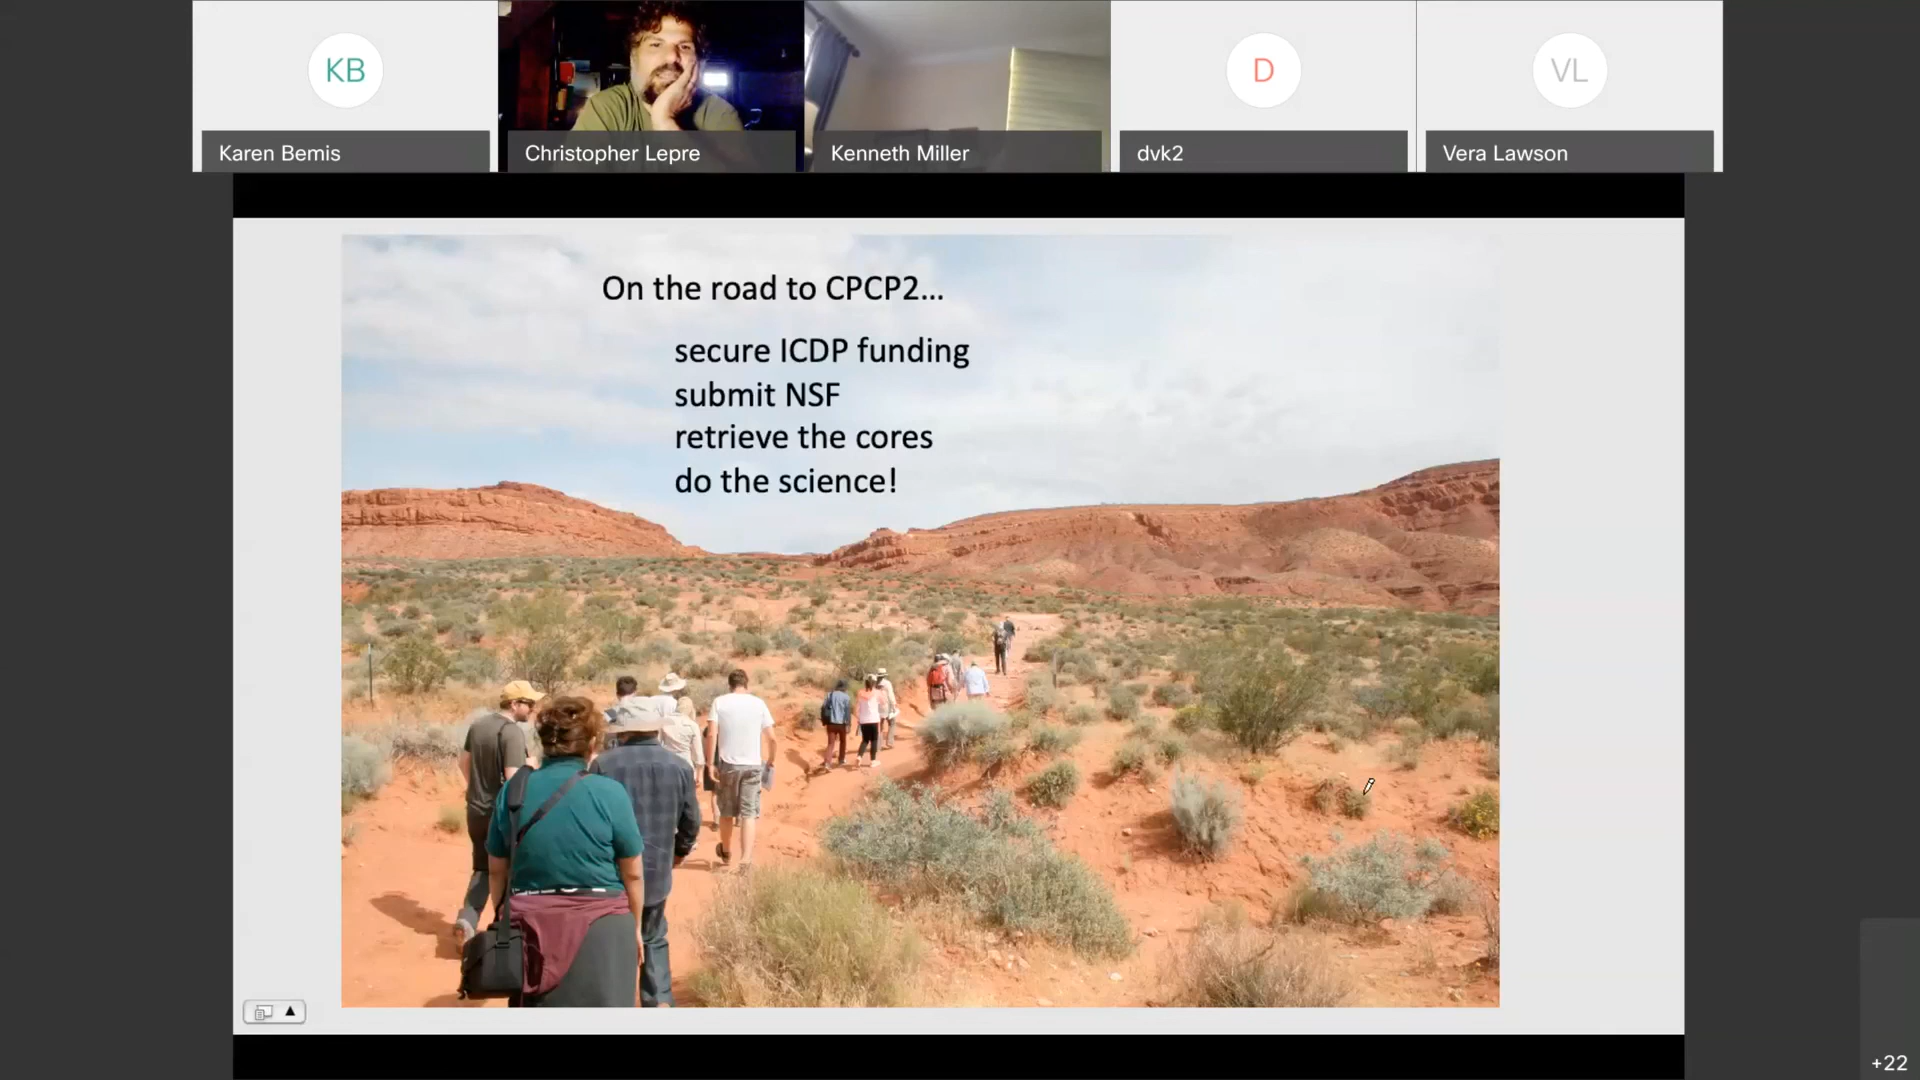 KB
D
VL
Karen Bemis
Christopher Lepre
Kenneth Miller
dvk2
Vera Lawson
On the road to CPCP2...
secure ICDP funding
submit NSF
retrieve the cores
do the science!
+22